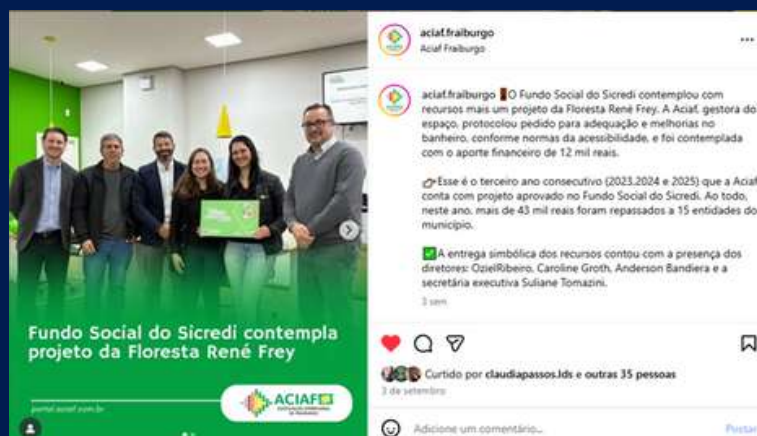 Fundo Social do Sicredi contempla
projeto da Floresta René Frey
portal.aciaf.com.br
ACIAF
aciaf.fraiburgo
Aciaf Fraiburgo
aciaf.fraiburgo O Fundo Social do Sicredi contemplou com
recursos mais um projeto da Floresta René Frey. A Aciaf, gestora do
espaço, protocolou pedido para adequação e melhorias no
banheiro, conforme normas da acessibilidade, e foi contemplada
com o aporte financeiro de 12 mil reais.
Esse é o terceiro ano consecutivo (2023,2024 e 2025) que a Aciaf
conta com projeto aprovado no Fundo Social do Sicredi. Ao todo,
neste ano, mais de 43 mil reais foram repassados a 15 entidades do
município.
A entrega simbólica dos recursos contou com a presença dos
diretores: OzielRibeiro, Caroline Groth, Anderson Bandiera e a
secretária executiva Suliane Tomazini.
3 sem
Curtido por claudiapassos.lds e outras 35 pessoas
3 de setembro
Adicione um comentário...
Postar